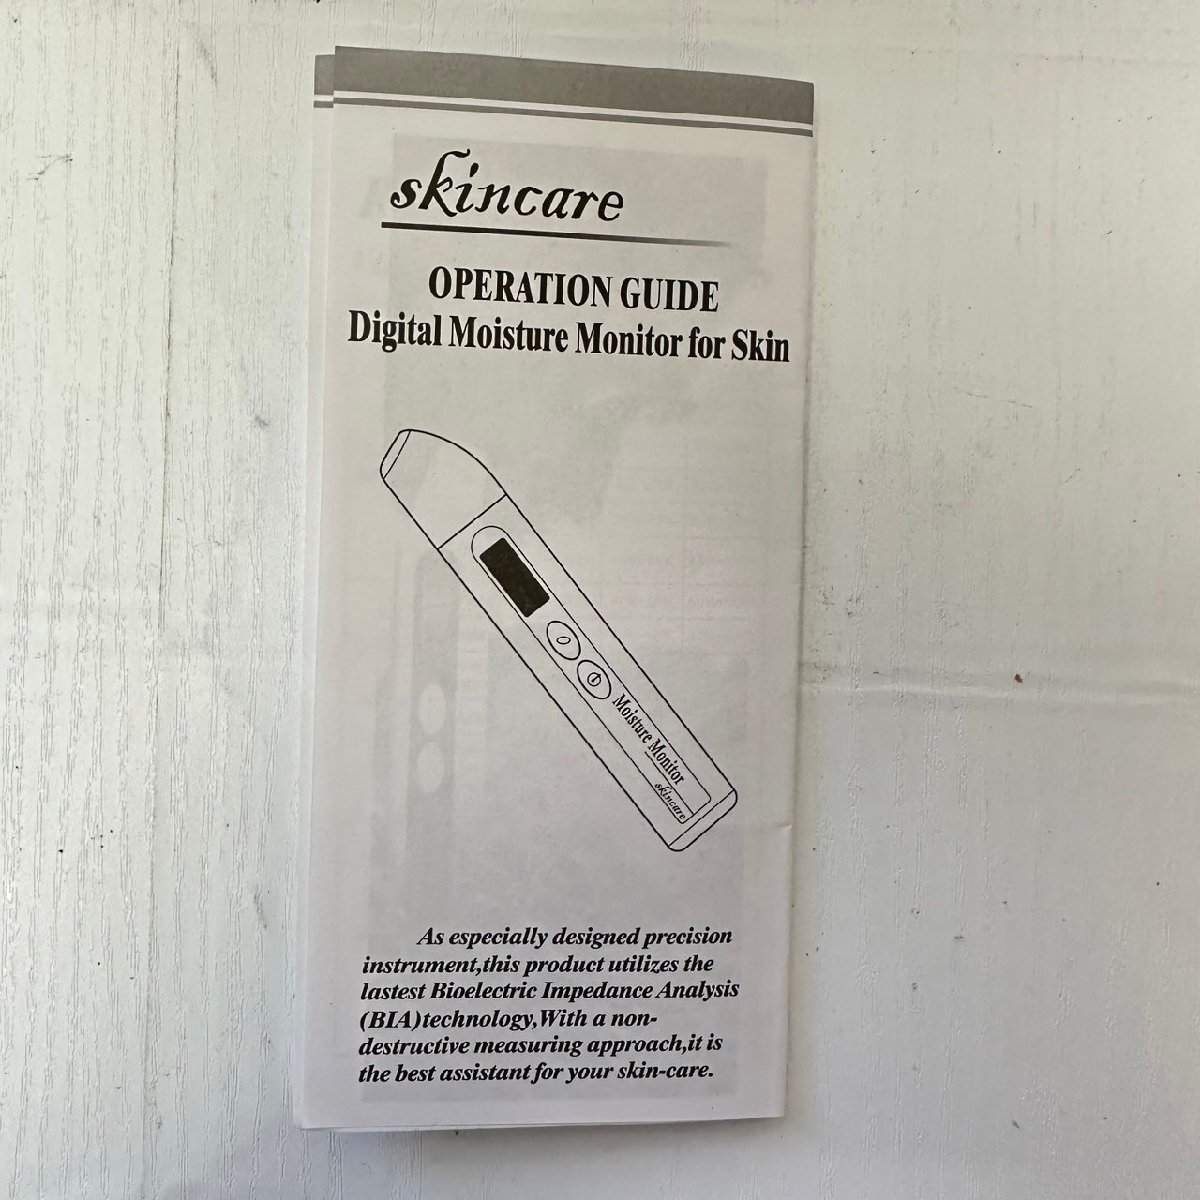 skincare
OPERATION GUIDE
Digital Moisture Monitor for Skin
Moisture Monitor
skincare
As especially designed precision
instrument,this product utilizes the
lastest Bioelectric Impedance Analysis
(BIA)technology,With a non-
destructive measuring approach,it is
the best assistant for your skin-care.